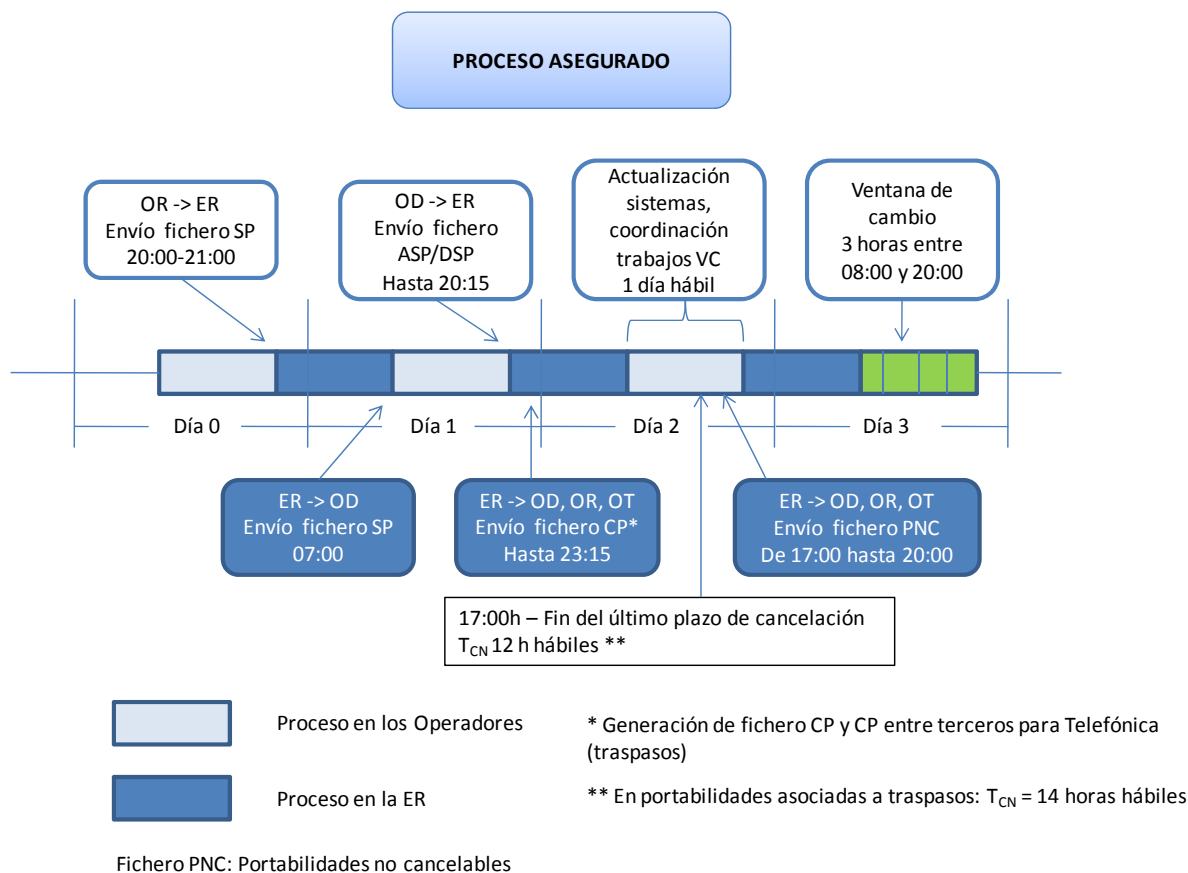 PROCESO ASEGURADO
OR -> ER
Envío fichero SP
20:00-21:00
OD -> ER
Envío fichero
ASP/DSP
Hasta 20:15
Actualización
sistemas,
coordinación
trabajos VC
1 día hábil
Ventana de
cambio
3 horas entre
08:00 y 20:00
Día 0
Día 1
Día 2
Día 3
ER -> OD
Envío fichero SP
07:00
ER -> OD, OR, OT
Envío fichero CP*
Hasta 23:15
ER -> OD, OR, OT
Envío fichero PNC
De 17:00 hasta 20:00
17:00h – Fin del último plazo de cancelación
TCN 12 h hábiles **
Proceso en los Operadores
* Generación de fichero CP y CP entre terceros para Telefónica
(traspasos)
Proceso en la ER
** En portabilidades asociadas a traspasos: TCN = 14 horas hábiles
Fichero PNC: Portabilidades no cancelables